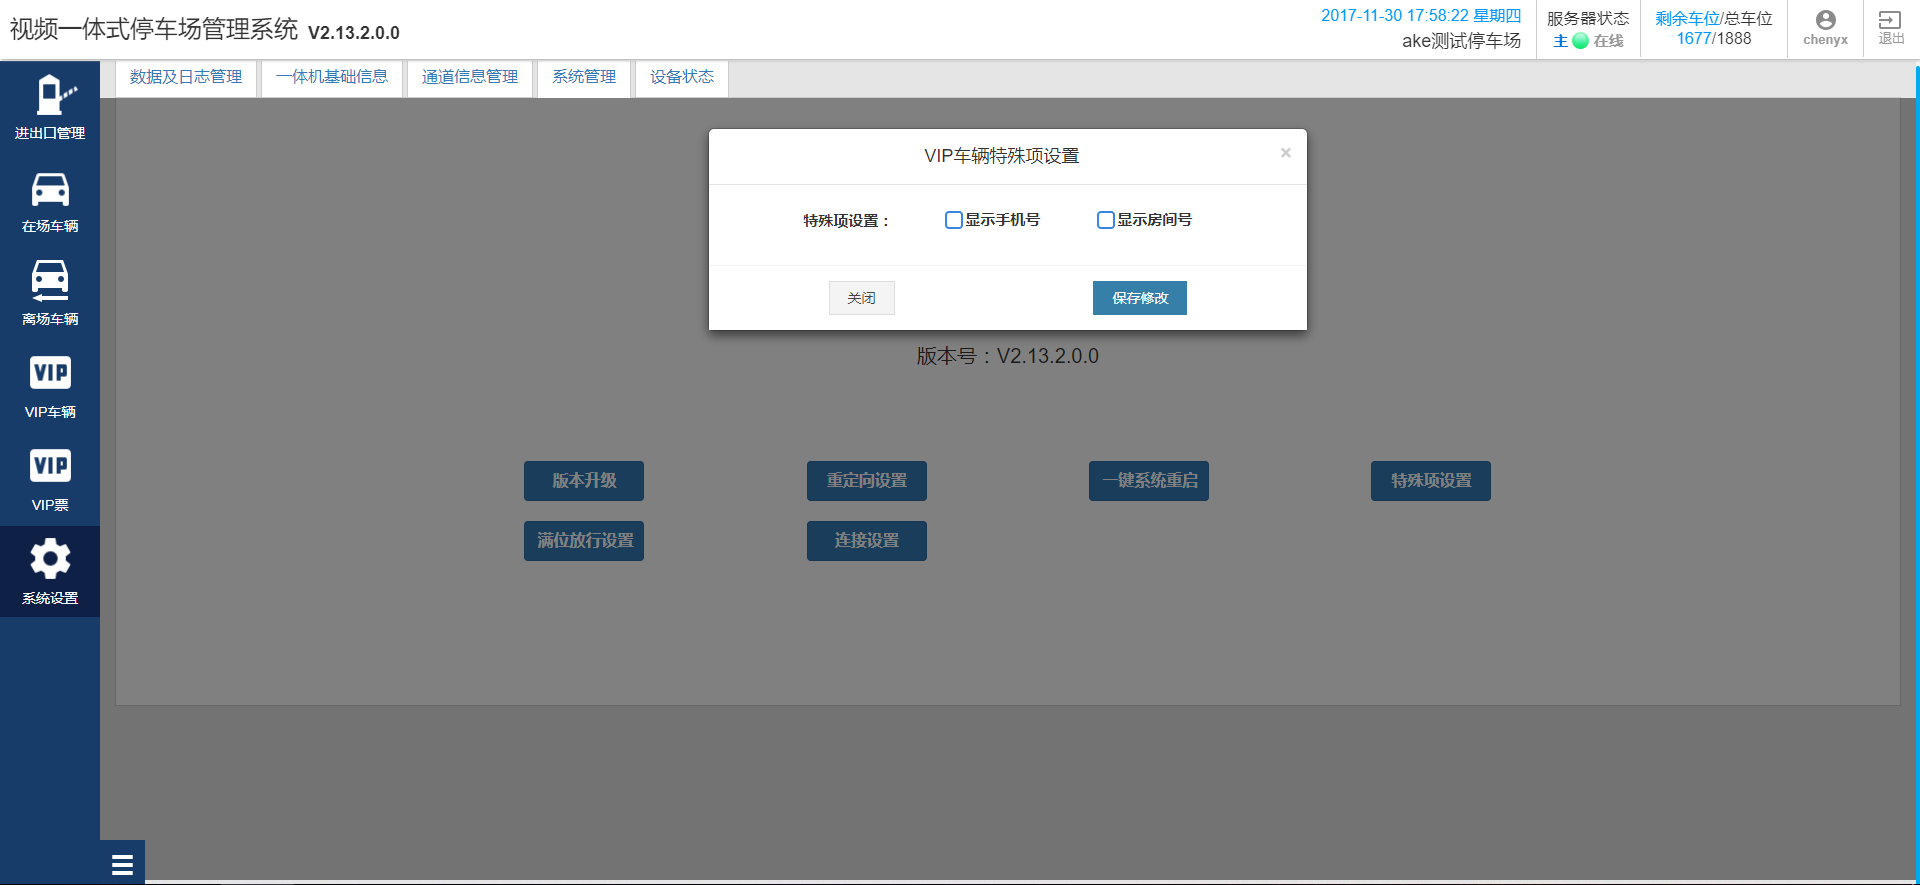 视频一体式停车场管理系统 V2.13.2.0.0
2017-11-30 17:58:22 星期四
ake测试停车场
服务器状态
主 在线
剩余车位/总车位
1677/1888
chenyx
退出
进出口管理
在场车辆
离场车辆
VIP
VIP车辆
VIP
VIP票
系统设置
数据及日志管理
一体机基础信息
通道信息管理
系统管理
设备状态
VIP车辆特殊项设置
×
特殊项设置：
显示手机号
显示房间号
关闭
保存修改
版本号：V2.13.2.0.0
版本升级
重定向设置
一键系统重启
特殊项设置
满位放行设置
连接设置